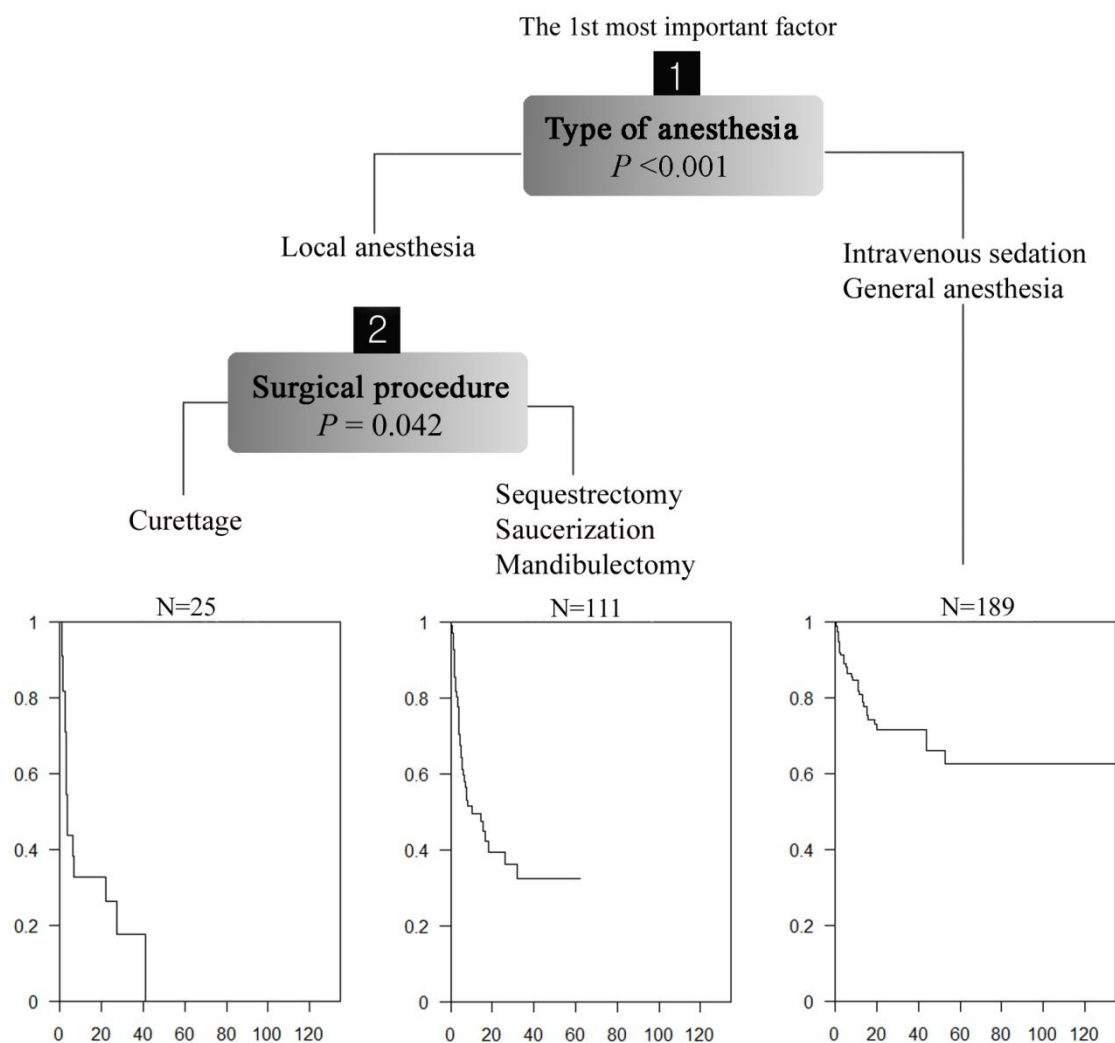 The 1st most important factor
1
Type of anesthesia
P <0.001
Local anesthesia
Intravenous sedation
General anesthesia
2
Surgical procedure
P = 0.042
Curettage
Sequestrectomy
Saucerization
Mandibulectomy
N=25
N=111
N=189
1
0.8
0.6
0.4
0.2
0
0 20 40 60 80 100 120
1
0.8
0.6
0.4
0.2
0
0 20 40 60 80 100 120
1
0.8
0.6
0.4
0.2
0
0 20 40 60 80 100 120